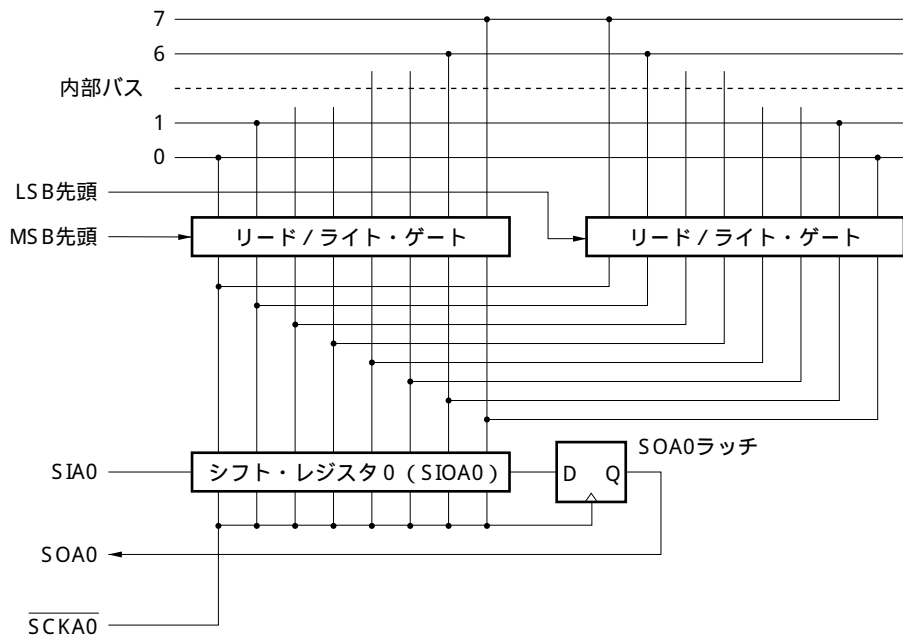 7
6
内部バス
1
0
LSB先頭
MSB先頭
リード/ライト・ゲート
リード/ライト・ゲート
SOA0ラッチ
SIA0
シフト・レジスタ0（SIOA0）
D Q
SOA0
SCKA0